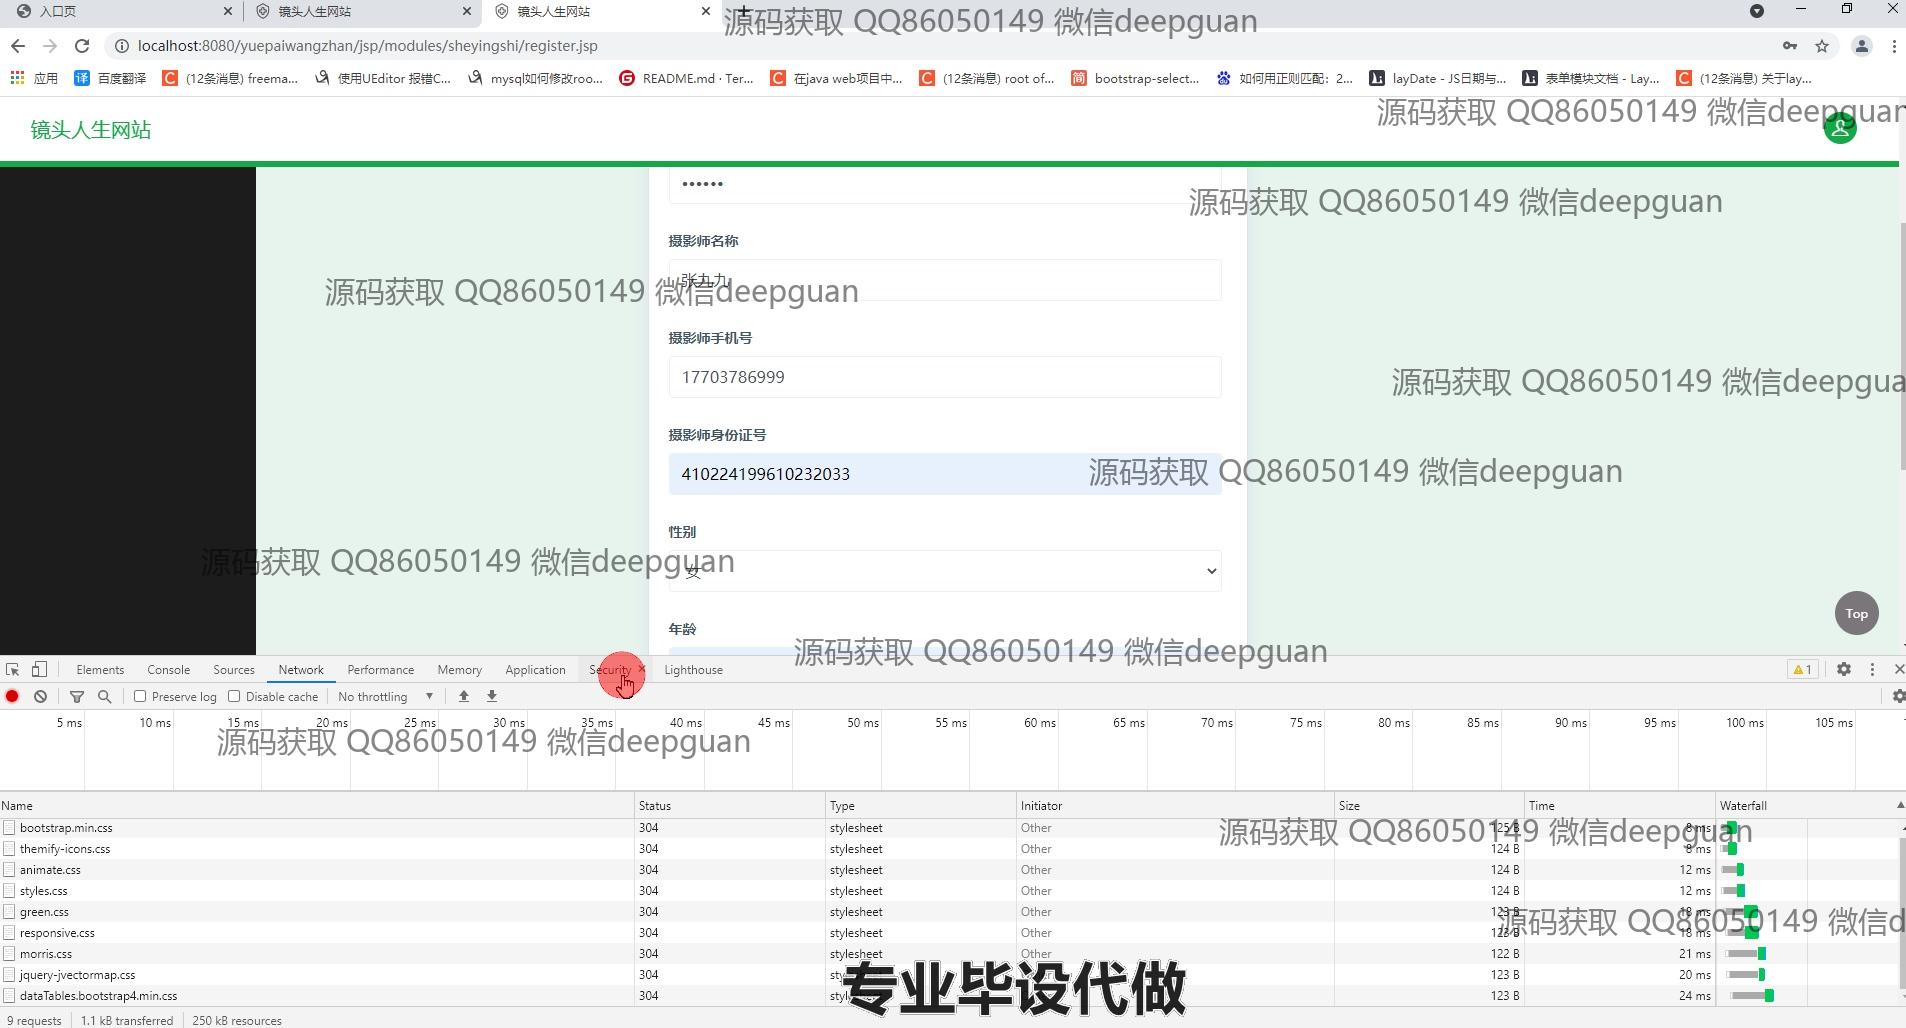 入口页
镜头人生网站
镜头人生网站
源码获取 QQ86050149 微信deepguan
localhost:8080/yuepaiwangzhan/jsp/modules/sheyingshi/register.jsp
应用
百度翻译
(12条消息) freema...
使用UEditor 报错C...
mysql如何修改roo...
README.md · Ter...
在java web项目中...
(12条消息) root of...
bootstrap-select...
如何用正则匹配：2...
layDate - JS日期与...
表单模块文档 - Lay...
(12条消息) 关于lay...
镜头人生网站
源码获取 QQ86050149 微信deepguan
源码获取 QQ86050149 微信deepguan
摄影师名称
张九九
源码获取 QQ86050149 微信deepguan
摄影师手机号
17703786999
源码获取 QQ86050149 微信deepgua
摄影师身份证号
410224199610232033
源码获取 QQ86050149 微信deepguan
性别
女
源码获取 QQ86050149 微信deepguan
Top
年龄
源码获取 QQ86050149 微信deepguan
Elements Console Sources Network Performance Memory Application Security Lighthouse
1
Preserve log Disable cache No throttling
5 ms 10 ms 15 ms 20 ms 25 ms 30 ms 35 ms 40 ms 45 ms 50 ms 55 ms 60 ms 65 ms 70 ms 75 ms 80 ms 85 ms 90 ms 95 ms 100 ms 105 ms
源码获取 QQ86050149 微信deepguan
Name Status Type Initiator Size Time Waterfall
bootstrap.min.css 304 stylesheet Other 125 B 8 ms
源码获取 QQ86050149 微信deepguan
themify-icons.css 304 stylesheet Other 124 B 8 ms
animate.css 304 stylesheet Other 124 B 12 ms
styles.css 304 stylesheet Other 124 B 12 ms
green.css 304 stylesheet Other 123 B 18 ms
源码获取 QQ86050149 微信d
responsive.css 304 stylesheet Other 123 B 18 ms
morris.css 304 stylesheet Other 122 B 21 ms
jquery-jvectormap.css 304 stylesheet Other 123 B 20 ms
dataTables.bootstrap4.min.css 304 Other 123 B 24 ms
专业毕设代做
9 requests 1.1 kB transferred 250 kB resources